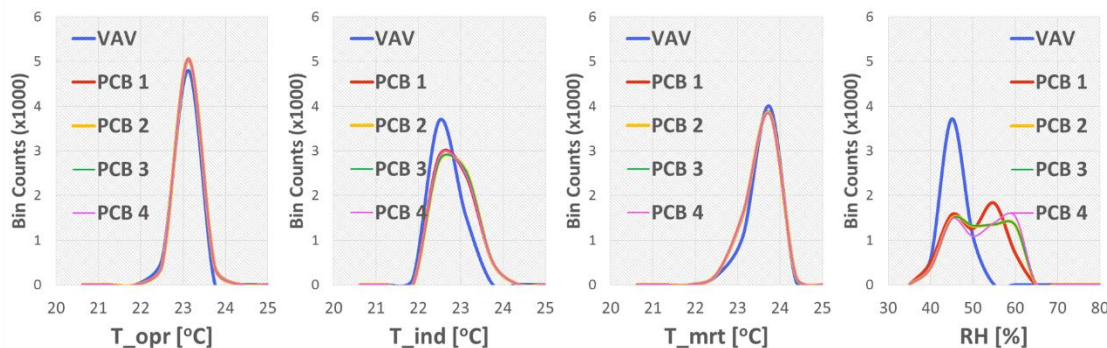 6
5
4
3
2
1
0
Bin Counts (x1000)
VAV
PCB 1
PCB 2
PCB 3
PCB 4
20 21 22 23 24 25
T_opr [°C]
6
5
4
3
2
1
0
Bin Counts (x1000)
VAV
PCB 1
PCB 2
PCB 3
PCB 4
20 21 22 23 24 25
T_ind [°C]
6
5
4
3
2
1
0
Bin Counts (x1000)
VAV
PCB 1
PCB 2
PCB 3
PCB 4
20 21 22 23 24 25
T_mrt [°C]
6
5
4
3
2
1
0
Bin Counts (x1000)
VAV
PCB 1
PCB 2
PCB 3
PCB 4
30 40 50 60 70 80
RH [%]